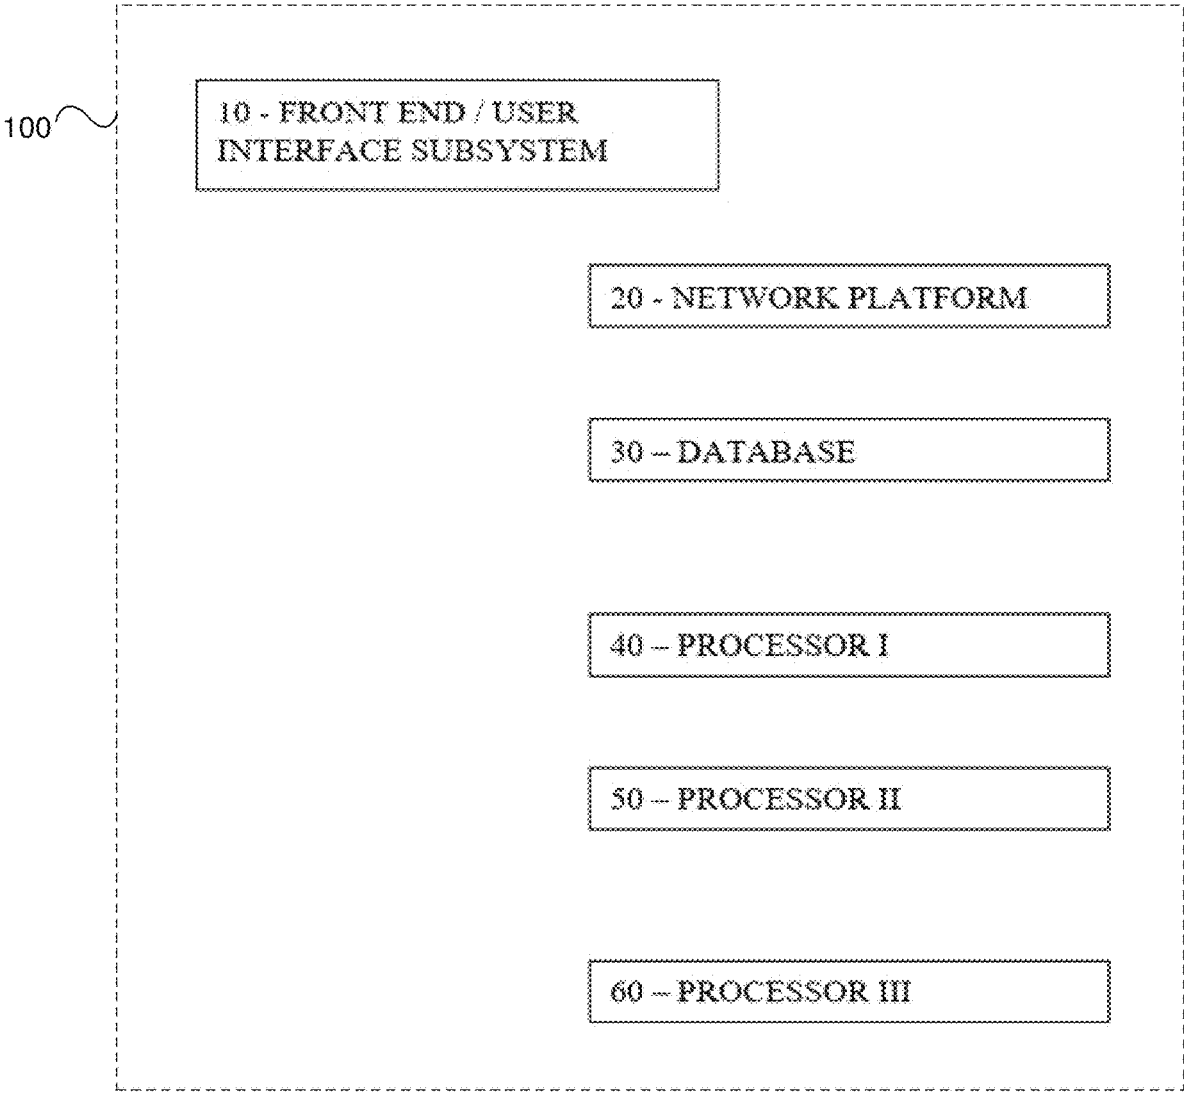 100
10 - FRONT END / USER
INTERFACE SUBSYSTEM
20 - NETWORK PLATFORM
30 – DATABASE
40 – PROCESSOR I
50 – PROCESSOR II
60 – PROCESSOR III